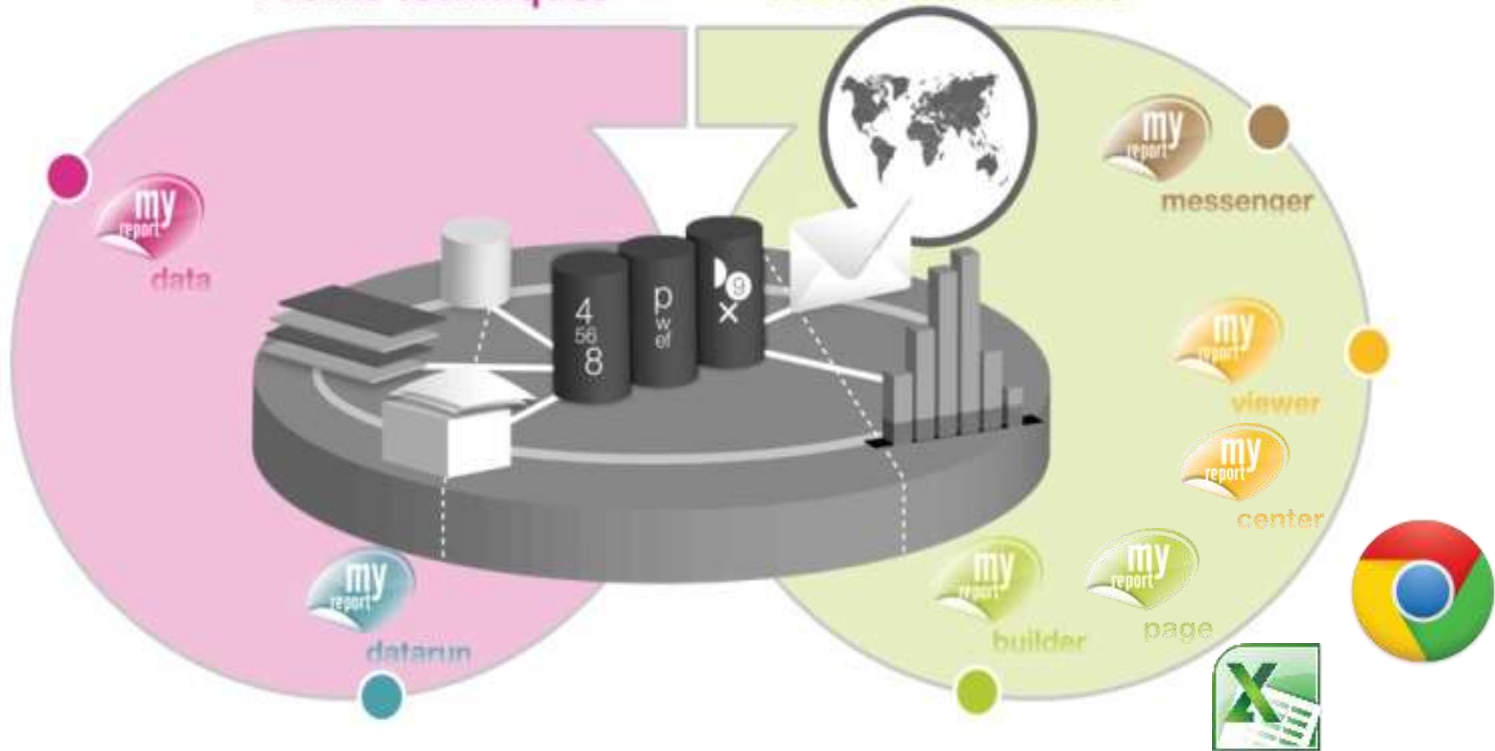 my
report
data
my
report
datarun
4
56
8
p
w
ef
9
x
my
report
messenger
my
report
viewer
my
report
center
my
report
builder
my
report
page
X